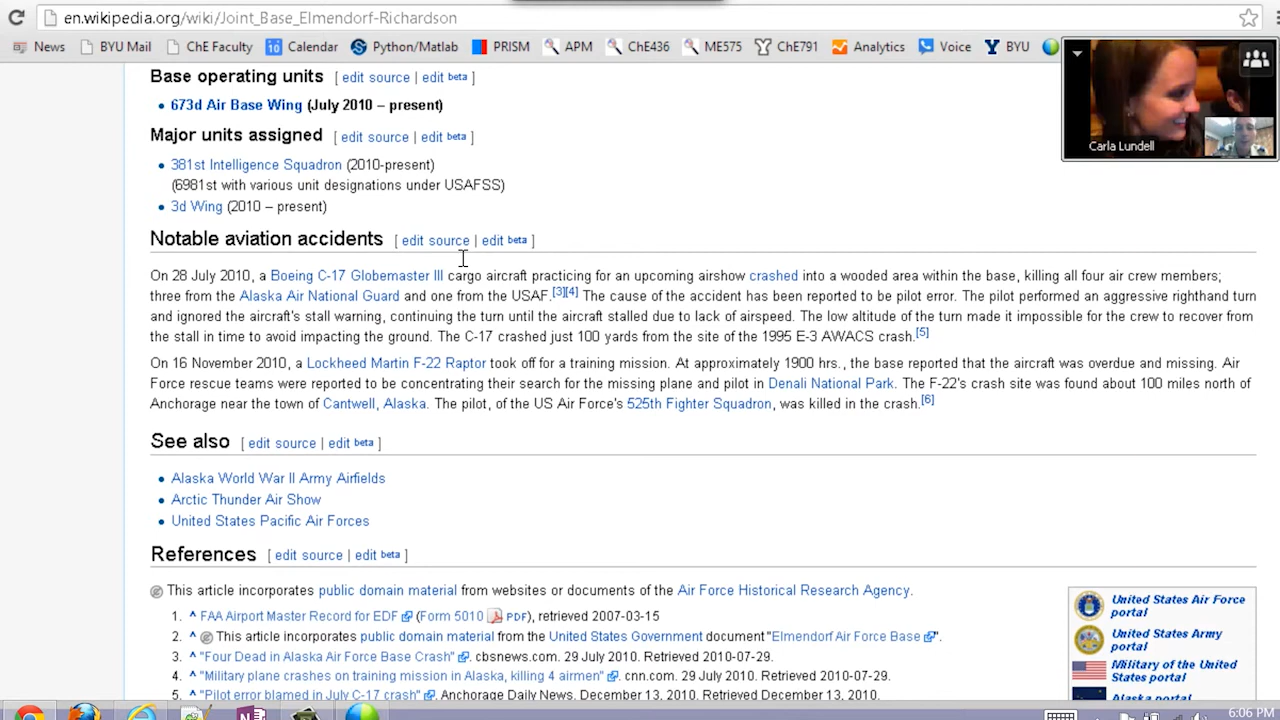 en.wikipedia.org/wiki/Joint_Base_Elmendorf-Richardson
News BYU Mail ChE Faculty 10 Calendar Python/Matlab PRISM APM ChE436 ME575 ChE791 Analytics Voice BYU
Carla Lundell
Base operating units [ edit source | edit beta ]
• 673d Air Base Wing (July 2010 – present)
Major units assigned [ edit source | edit beta ]
• 381st Intelligence Squadron (2010-present)
(6981st with various unit designations under USAFSS)
• 3d Wing (2010 – present)
Notable aviation accidents [ edit source | edit beta ]
On 28 July 2010, a Boeing C-17 Globemaster III cargo aircraft practicing for an upcoming airshow crashed into a wooded area within the base, killing all four air crew members;
three from the Alaska Air National Guard and one from the USAF.[3][4] The cause of the accident has been reported to be pilot error. The pilot performed an aggressive righthand turn
and ignored the aircraft's stall warning, continuing the turn until the aircraft stalled due to lack of airspeed. The low altitude of the turn made it impossible for the crew to recover from
the stall in time to avoid impacting the ground. The C-17 crashed just 100 yards from the site of the 1995 E-3 AWACS crash.[5]
On 16 November 2010, a Lockheed Martin F-22 Raptor took off for a training mission. At approximately 1900 hrs., the base reported that the aircraft was overdue and missing. Air
Force rescue teams were reported to be concentrating their search for the missing plane and pilot in Denali National Park. The F-22's crash site was found about 100 miles north of
Anchorage near the town of Cantwell, Alaska. The pilot, of the US Air Force's 525th Fighter Squadron, was killed in the crash.[6]
See also [ edit source | edit beta ]
• Alaska World War II Army Airfields
• Arctic Thunder Air Show
• United States Pacific Air Forces
References [ edit source | edit beta ]
This article incorporates public domain material from websites or documents of the Air Force Historical Research Agency.
1. ^ FAA Airport Master Record for EDF (Form 5010 PDF), retrieved 2007-03-15
2. ^ This article incorporates public domain material from the United States Government document "Elmendorf Air Force Base".
3. ^ "Four Dead in Alaska Air Force Base Crash". cbsnews.com. 29 July 2010. Retrieved 2010-07-29.
4. ^ "Military plane crashes on training mission in Alaska, killing 4 airmen". cnn.com. 29 July 2010. Retrieved 2010-07-29.
5. ^ "Pilot error blamed in July C-17 crash". Anchorage Daily News. December 13, 2010. Retrieved December 13, 2010.
United States Air Force
portal
United States Army
portal
Military of the United
States portal
Alaska portal
6:06 PM